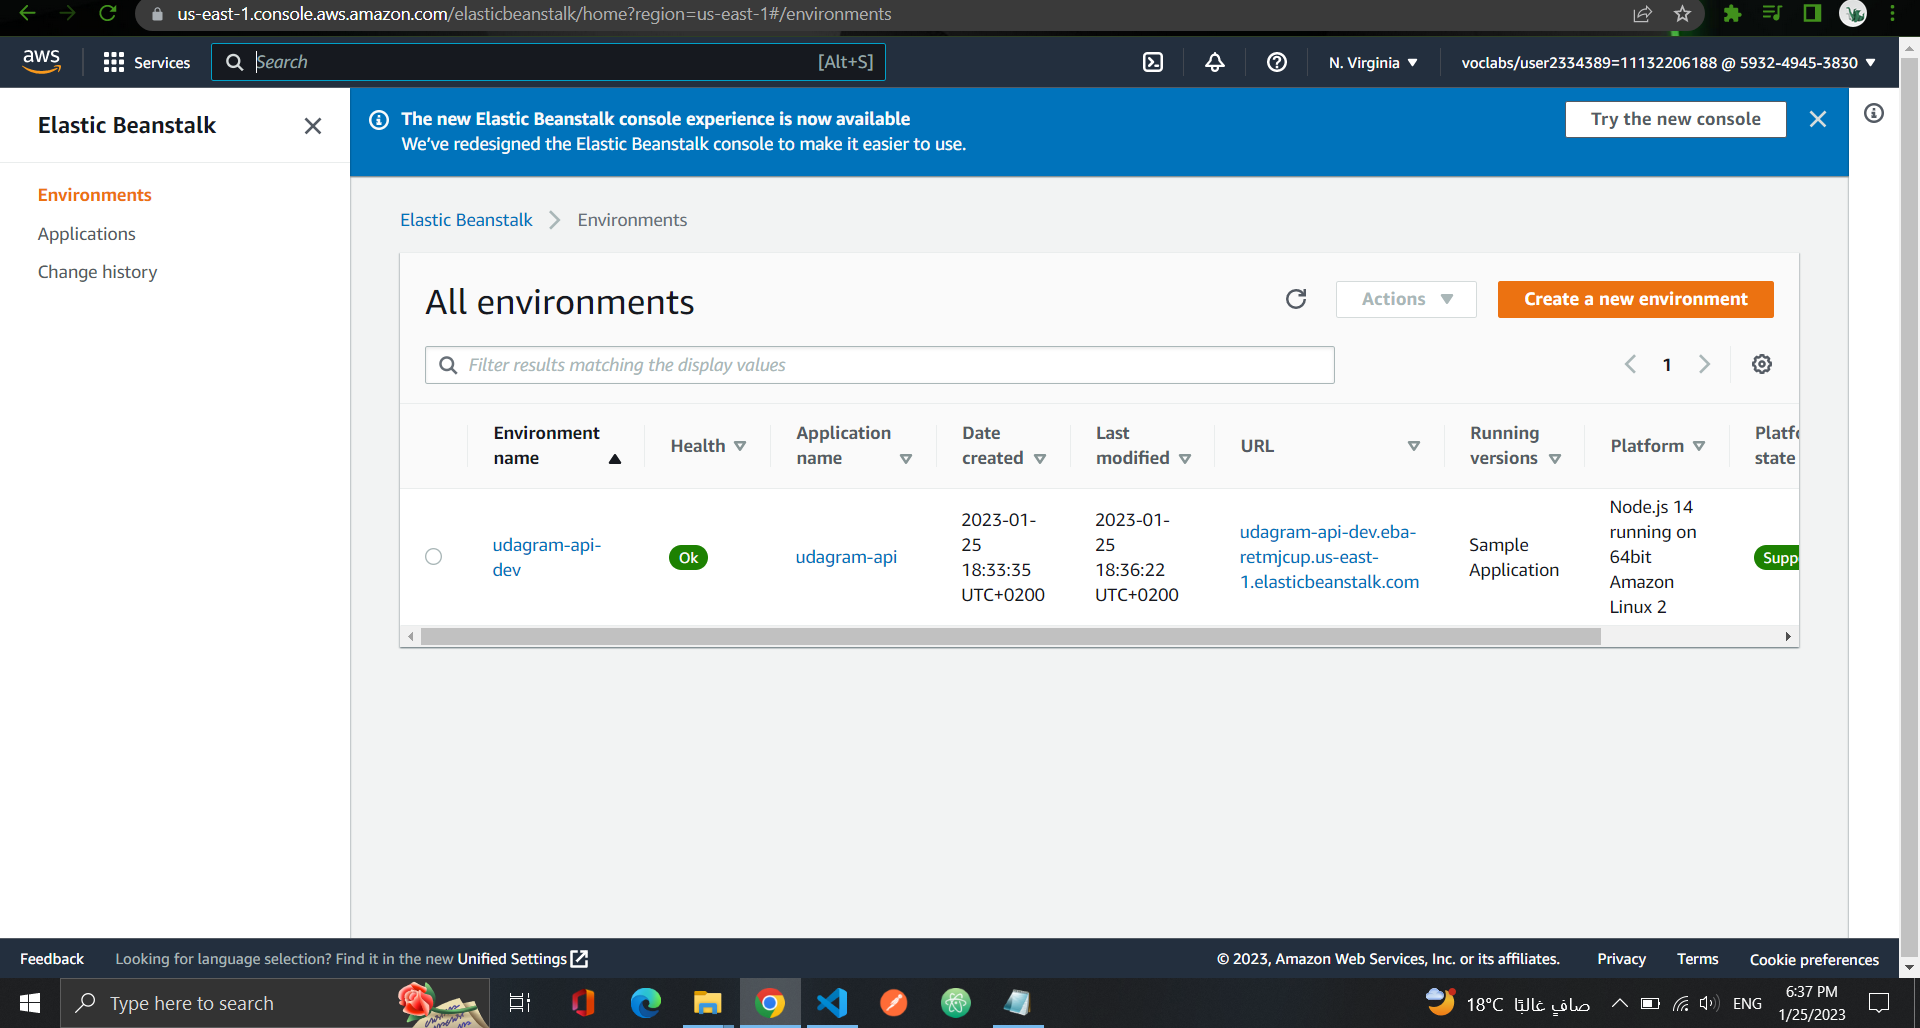 us-east-1.console.aws.amazon.com/elasticbeanstalk/home?region=us-east-1#/environments
aws
Services
Search
[Alt+S]
N. Virginia
voclabs/user2334389=11132206188 @ 5932-4945-3830
Elastic Beanstalk
Environments
Applications
Change history
The new Elastic Beanstalk console experience is now available
We've redesigned the Elastic Beanstalk console to make it easier to use.
Try the new console
Elastic Beanstalk
Environments
All environments
Actions
Create a new environment
Filter results matching the display values
1
Environment
name
Health
Application
name
Date
created
Last
modified
URL
Running
versions
Platform
Platfo
state
udagram-api-
dev
Ok
udagram-api
2023-01-
25
18:33:35
UTC+0200
2023-01-
25
18:36:22
UTC+0200
udagram-api-dev.eba-
retmjcup.us-east-
1.elasticbeanstalk.com
Sample
Application
Node.js 14
running on
64bit
Amazon
Linux 2
Supp
Feedback
Looking for language selection? Find it in the new Unified Settings
© 2023, Amazon Web Services, Inc. or its affiliates.
Privacy
Terms
Cookie preferences
Type here to search
18°C
صافٍ غالبًا
ENG
6:37 PM
1/25/2023